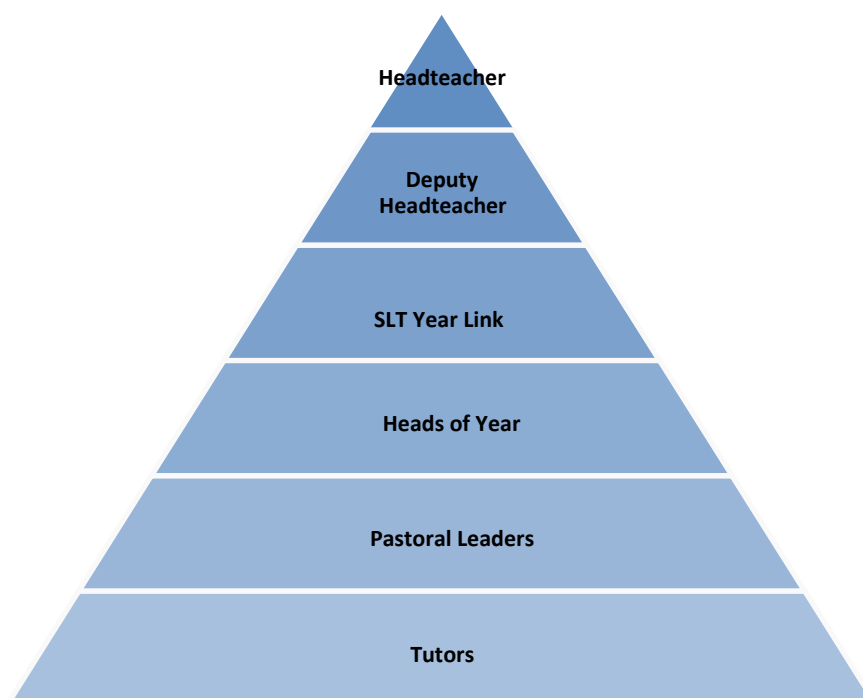 Headteacher
Deputy
Headteacher
SLT Year Link
Heads of Year
Pastoral Leaders
Tutors